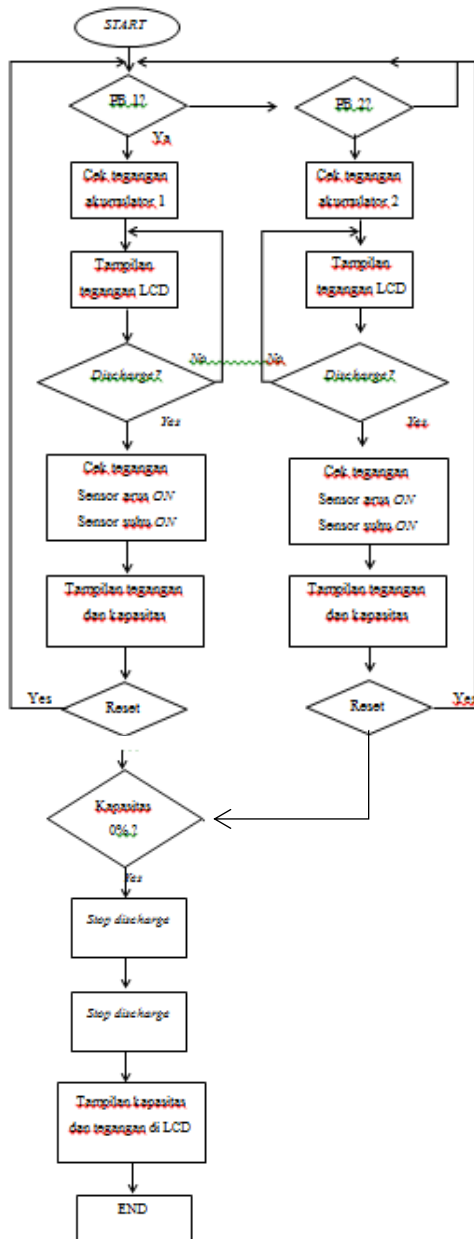 START
PB 1?
PB 2?
Ya
Cek tegangan
akumulator 1
Cek tegangan
akumulator 2
Tampilan
tegangan LCD
Tampilan
tegangan LCD
Discharge?
No
No
Discharge?
Yes
Yes
Cek tegangan
Sensor arus ON
Sensor suhu ON
Cek tegangan
Sensor arus ON
Sensor suhu ON
Tampilan tegangan
dan kapasitas
Tampilan tegangan
dan kapasitas
Yes
Reset
Reset
Yes
Kapasitas
0%?
Yes
Stop discharge
Stop discharge
Tampilan kapasitas
dan tegangan di LCD
END